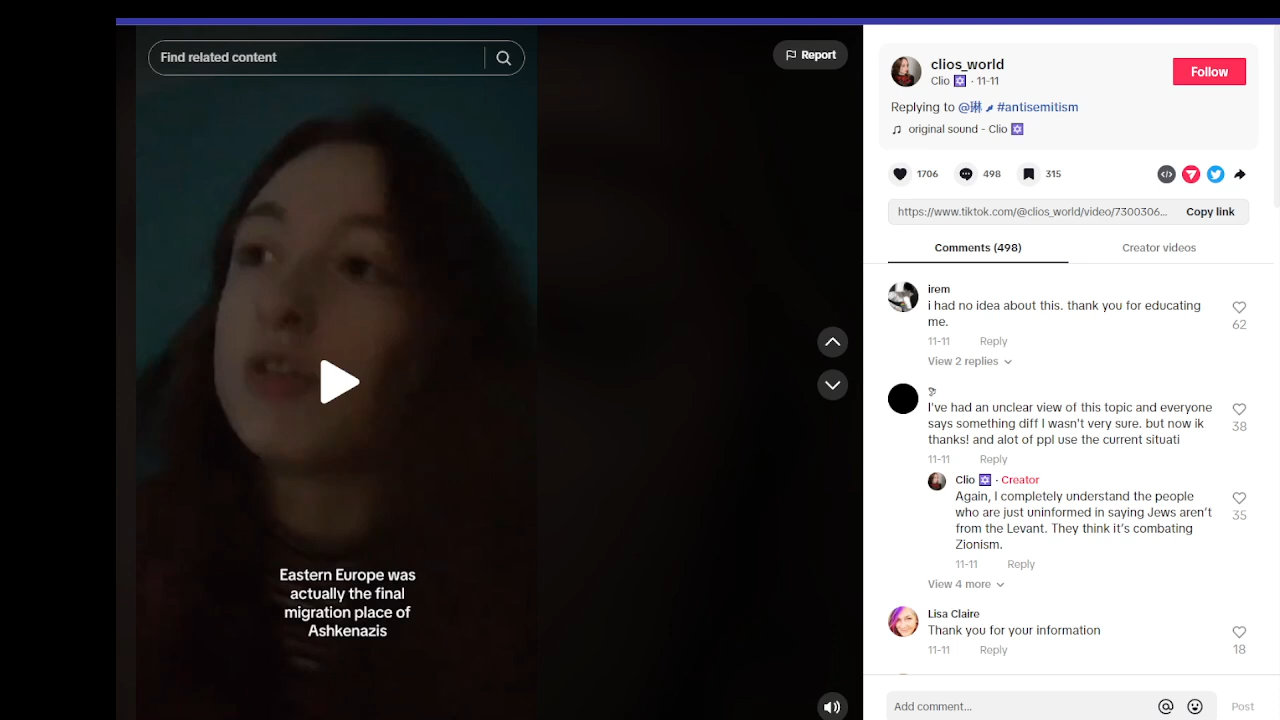 Find related content
Report
Eastern Europe was
actually the final
migration place of
Ashkenazis
clios_world
Follow
Clio ✡️ · 11-11
Replying to @琳 #antisemitism
original sound - Clio ✡️
1706
498
315
https://www.tiktok.com/@clios_world/video/7300306...
Copy link
Comments (498)
Creator videos
irem
i had no idea about this. thank you for educating
me.
62
11-11 Reply
View 2 replies
I've had an unclear view of this topic and everyone
says something diff I wasn't very sure. but now ik
thanks! and alot of ppl use the current situati
38
11-11 Reply
Clio ✡️ · Creator
Again, I completely understand the people
who are just uninformed in saying Jews aren't
from the Levant. They think it's combating
Zionism.
35
11-11 Reply
View 4 more
Lisa Claire
Thank you for your information
18
11-11 Reply
Add comment...
Post